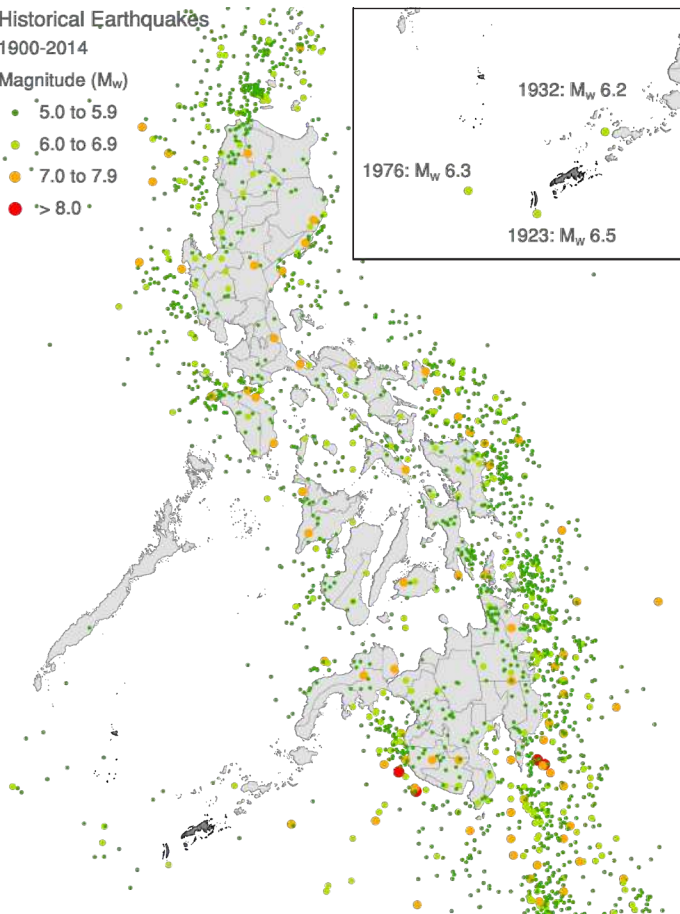 Historical Earthquakes
1900-2014
Magnitude (Mw)
5.0 to 5.9
6.0 to 6.9
7.0 to 7.9
> 8.0
1932: Mw 6.2
1976: Mw 6.3
1923: Mw 6.5